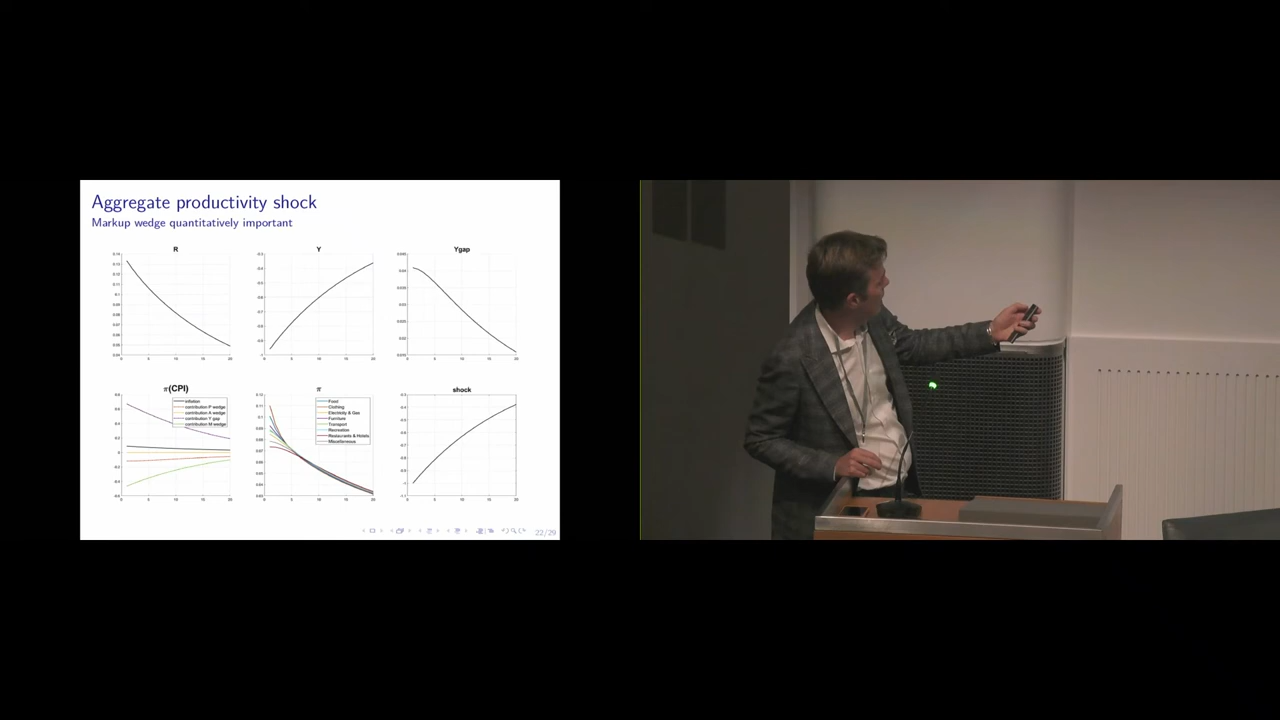 Aggregate productivity shock
Markup wedge quantitatively important
R
Y
Ygap
π(CPI)
inflation
contribution P wedge
contribution A wedge
contribution Y gap
contribution M wedge
π
Food
Clothing
Electricity & Gas
Furniture
Transport
Recreation
Restaurants & Hotels
Miscellaneous
shock
22/29